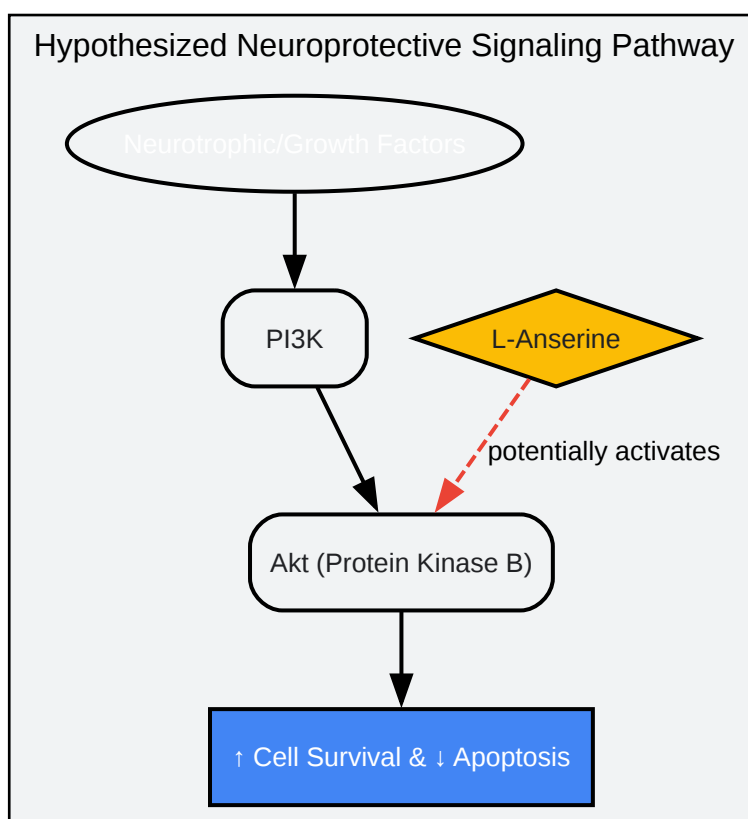 Hypothesized Neuroprotective Signaling Pathway
Neurotrophic/Growth Factors
PI3K
L-Anserine
potentially activates
Akt (Protein Kinase B)
↑ Cell Survival & ↓ Apoptosis